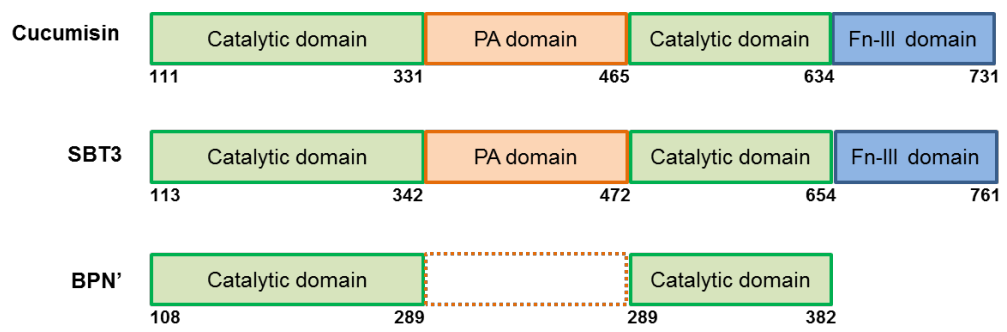 Cucumisin Catalytic domain PA domain Catalytic domain Fn-III domain
111 331 465 634 731
SBT3 Catalytic domain PA domain Catalytic domain Fn-III domain
113 342 472 654 761
BPN’ Catalytic domain Catalytic domain
108 289 289 382